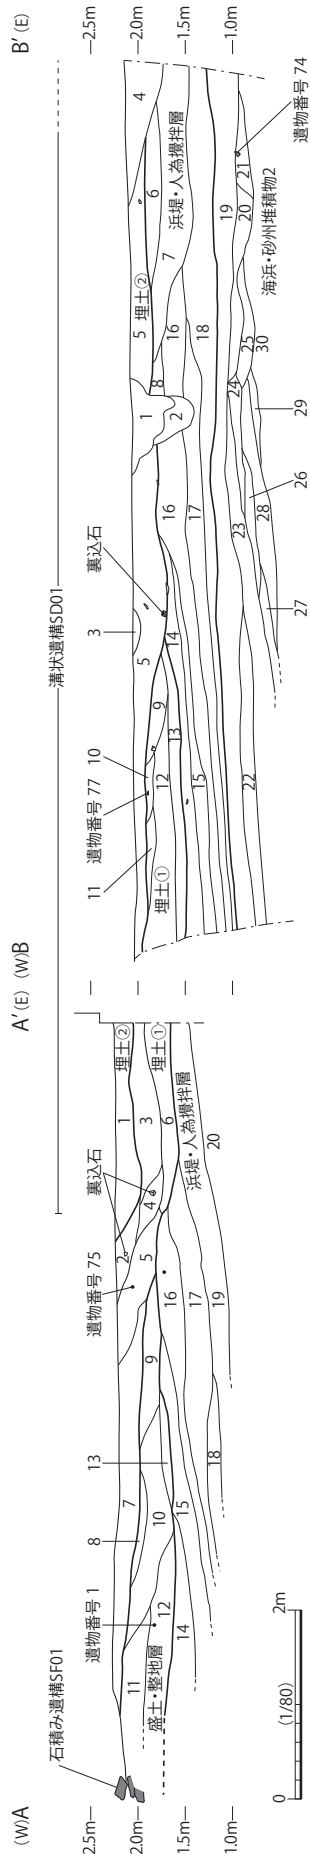 (W)A
A'(E)
(W)B
B'(E)
2.5m
2.0m
1.5m
1.0m
石積み遺構SF01
溝状遺構SD01
遺物番号 1
8
13
遺物番号 75
裏込石
11
7
2
1
埋土②
盛土・整地層
12
10
9
5
4
3
埋土①
6
14
15
16
17
浜堤・人為攪拌層
18
19
20
0
(1/80)
2m
11
遺物番号 77
10
3
裏込石
埋土①
12
9
5
13
14
15
16
17
22
1
2
8
5
埋土②
4
6
7
16
浜堤・人為攪拌層
18
19
20
21
23
24
25
30
26
28
27
29
海浜・砂州堆積物2
遺物番号 74
2.5m
2.0m
1.5m
1.0m